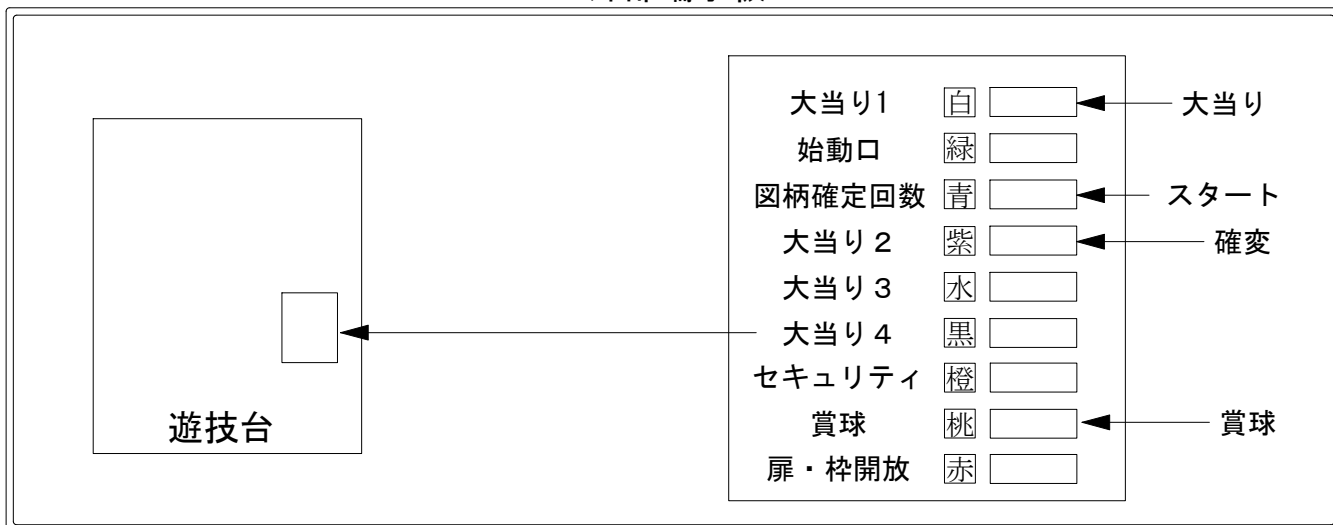 大当り1 白 大当り
始動口 緑
図柄確定回数 青 スタート
大当り２ 紫 確変
大当り３ 水
大当り４ 黒
セキュリティ 橙
賞球 桃 賞球
扉・枠開放 赤
遊技台